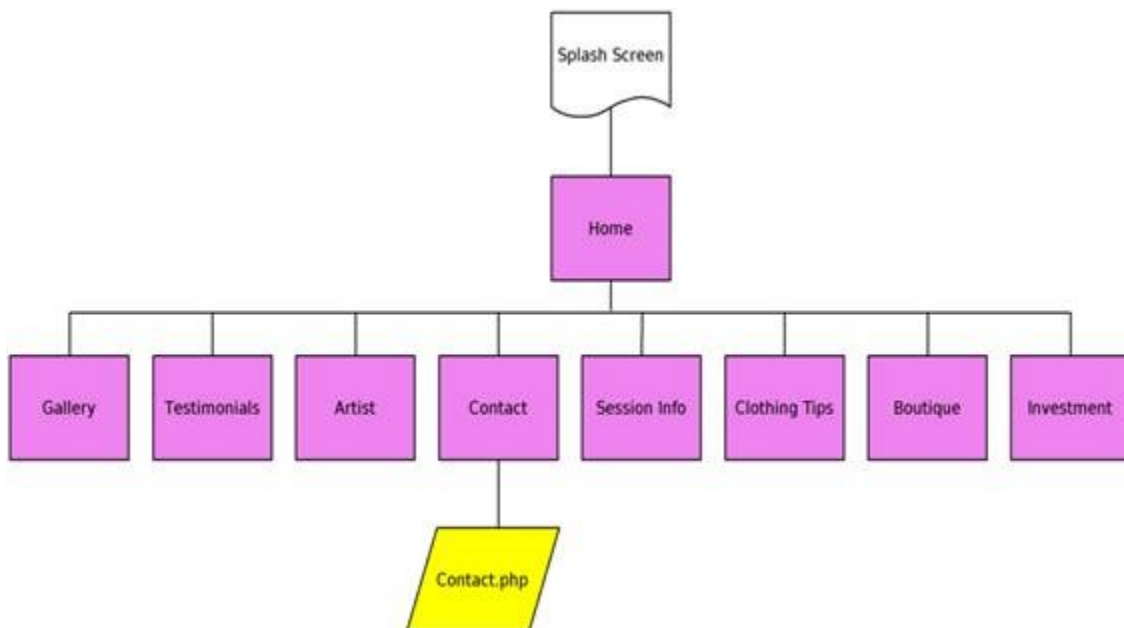 Splash Screen
Home
Gallery
Testimonials
Artist
Contact
Session Info
Clothing Tips
Boutique
Investment
Contact.php